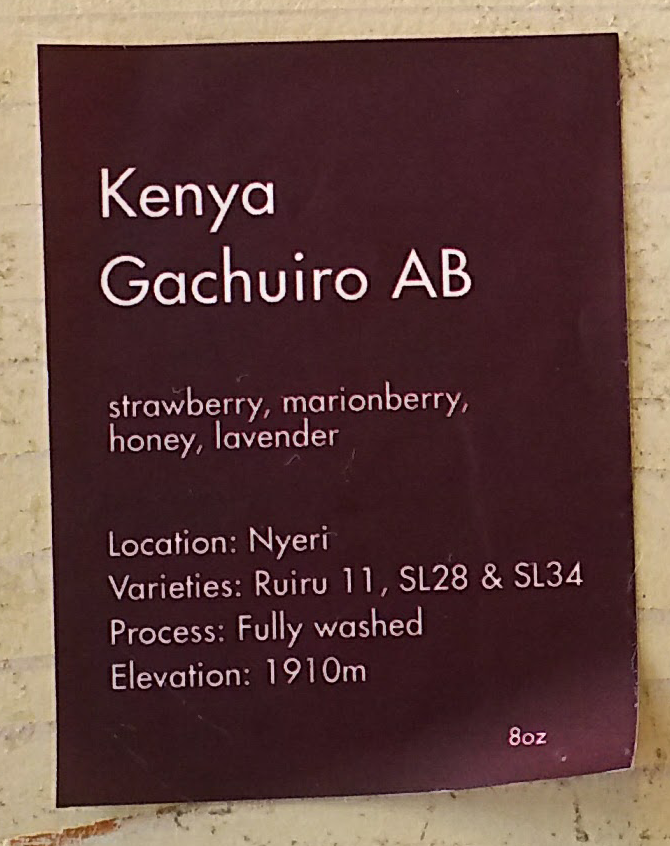 Kenya
Gachuiro AB
strawberry, marionberry,
honey, lavender
Location: Nyeri
Varieties: Ruiru 11, SL28 & SL34
Process: Fully washed
Elevation: 1910m
8oz